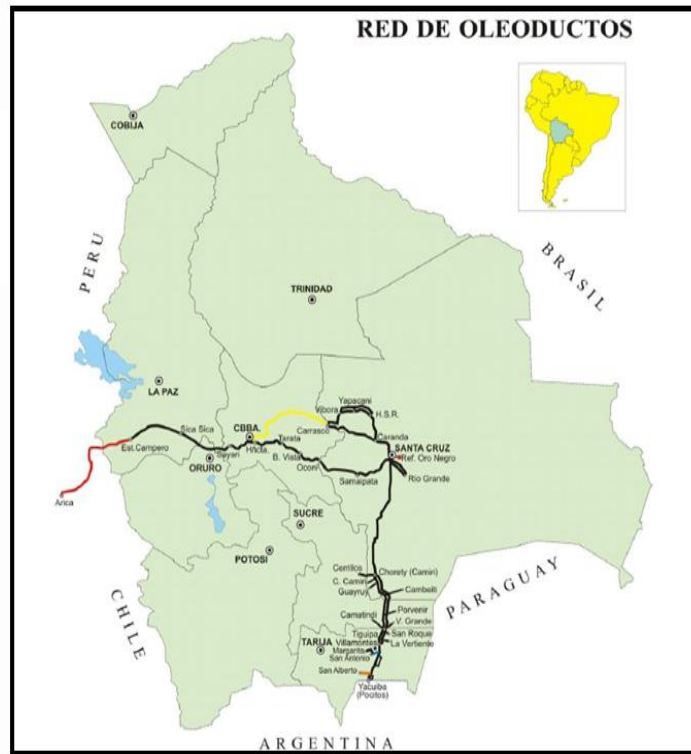 RED DE OLEODUCTOS
COBIJA
PERU
BRASIL
TRINIDAD
LA PAZ
Yapacani
Vibora
H.S.R.
Sica Sica
CBBA.
Carrasco
Est.Campero
Tarata
Caranda
Sayari
Hncta.
B. Vista
SANTA CRUZ
ORURO
Oconi
Ref. Oro Negro
Samaipata
Rio Grande
Arica
SUCRE
POTOSI
Cerrillos
Chorety (Camiri)
C. Camiri
Guayruy
Cambeiti
CHILE
PARAGUAY
Camatindi
Porvenir
V. Grande
Tiguipa
San Roque
TARIJA
Villamontes
La Vertiente
Margarita
San Antonio
San Alberto
Yacuiba
(Pocitos)
ARGENTINA